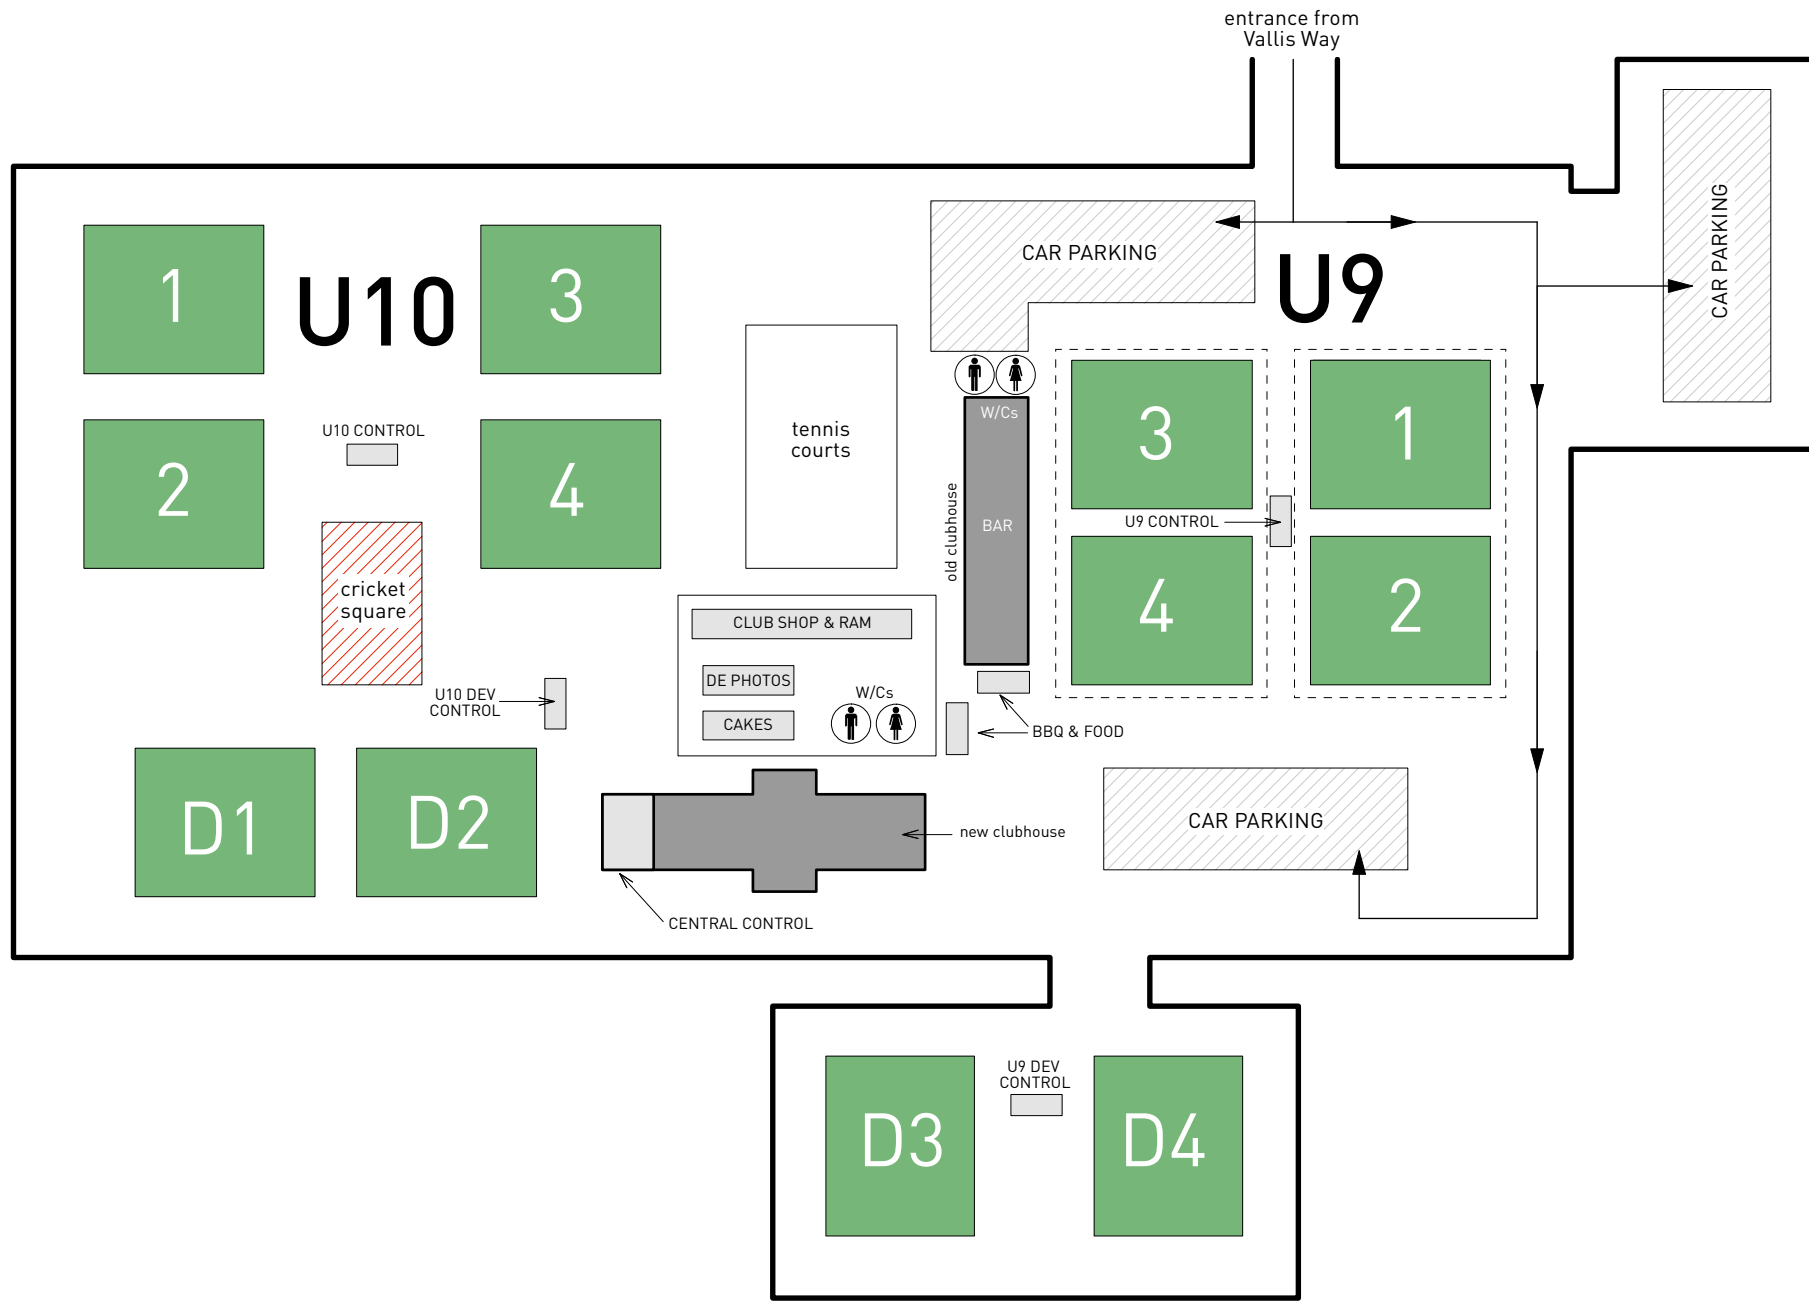 entrance from
Vallis Way
CAR PARKING
CAR PARKING
U10
U9
1
3
2
4
U10 CONTROL
cricket
square
U10 DEV
CONTROL
D1
D2
tennis
courts
W/Cs
BAR
old clubhouse
3
1
U9 CONTROL
4
2
CLUB SHOP & RAM
DE PHOTOS
CAKES
W/Cs
BBQ & FOOD
new clubhouse
CENTRAL CONTROL
CAR PARKING
U9 DEV
CONTROL
D3
D4